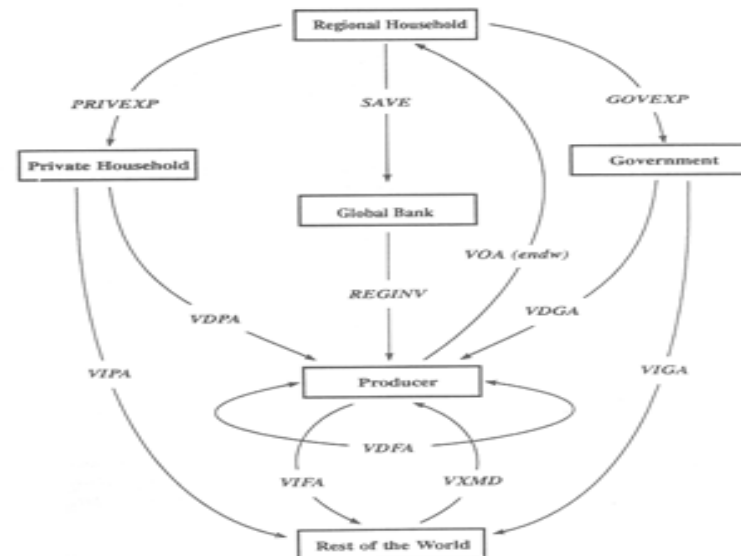 Regional Household
PRIVEXP
SAVE
GOVEXP
Private Household
Government
Global Bank
VOA (endw)
REGINV
VDPA
VDGA
VIPA
VIGA
Producer
VDFA
VIFA
VXMD
Rest of the World